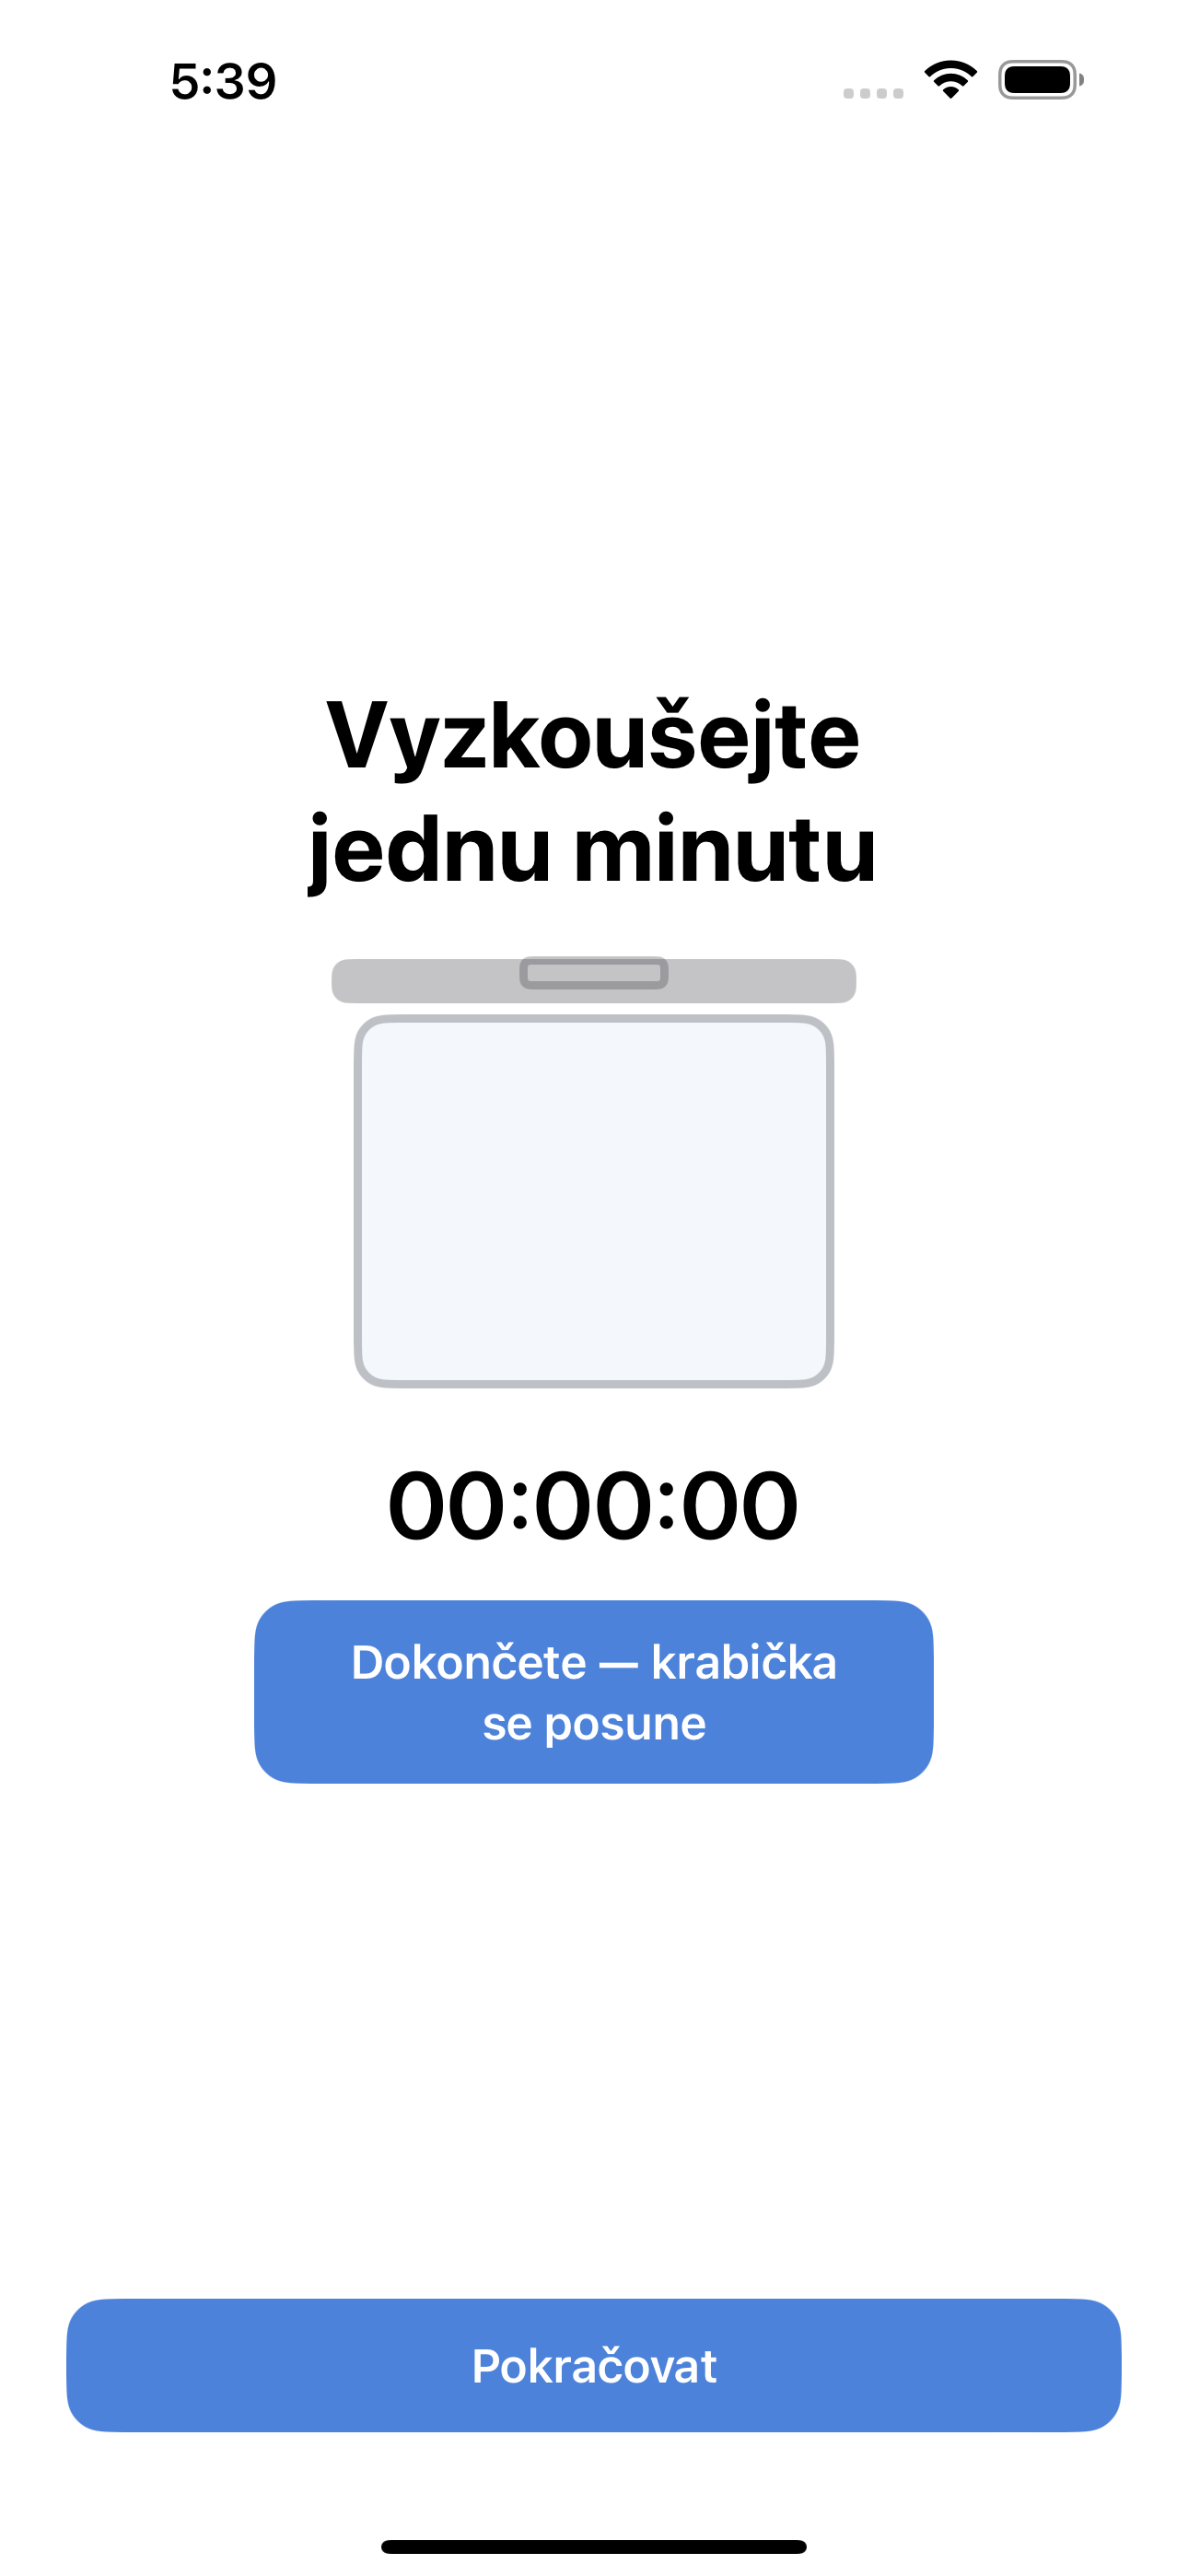 5:39
Vyzkoušejte
jednu minutu
00:00:00
Dokončete — krabička
se posune
Pokračovat